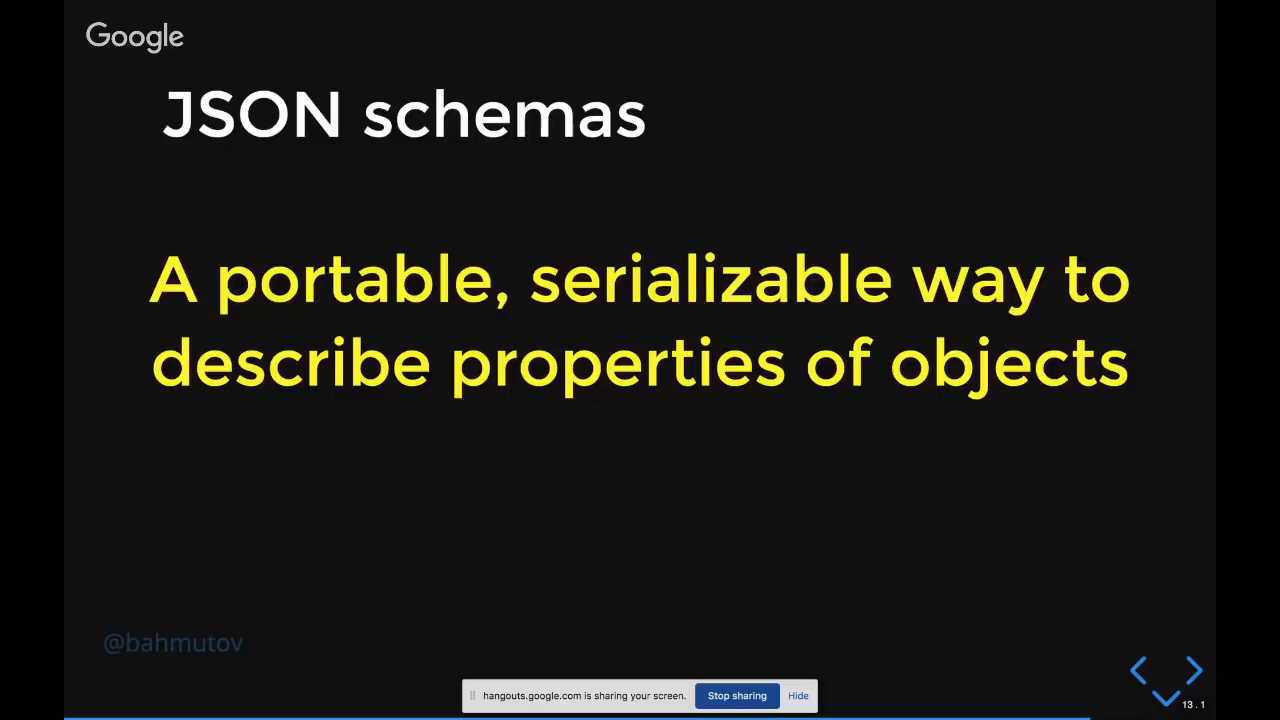 Google
JSON schemas
A portable, serializable way to
describe properties of objects
@bahmutov
hangouts.google.com is sharing your screen. Stop sharing Hide
13.1